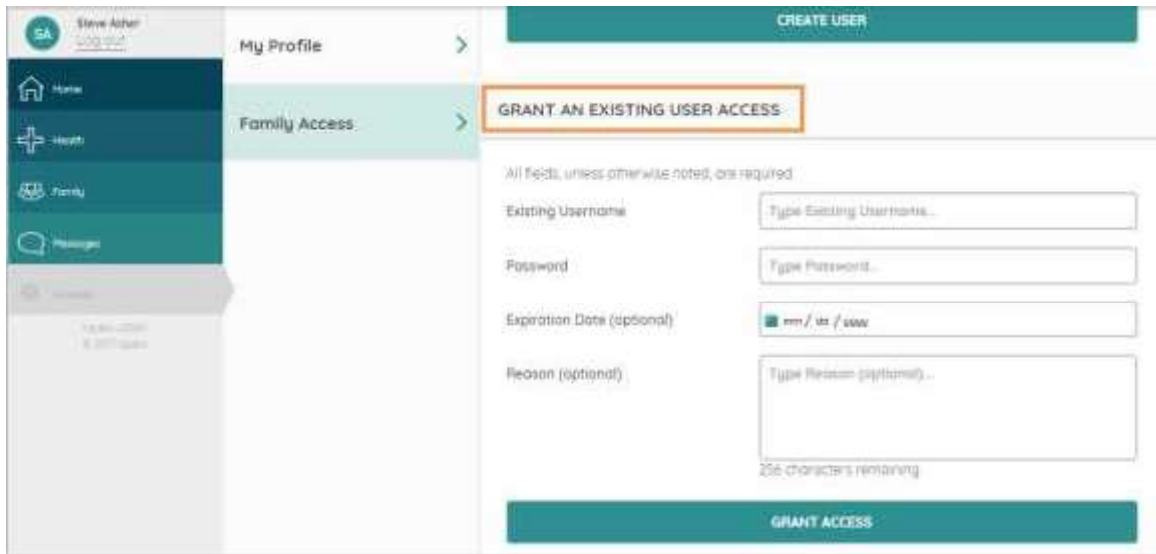 SA
Steve Asher
Log out
Home
Health
Family
Messages
My Profile
Family Access
CREATE USER
GRANT AN EXISTING USER ACCESS
All fields, unless otherwise noted, are required
Existing Username
Type Existing Username...
Password
Type Password...
Expiration Date (optional)
mm / dd / yyyy
Reason (optional)
Type Reason (optional)...
256 characters remaining
GRANT ACCESS